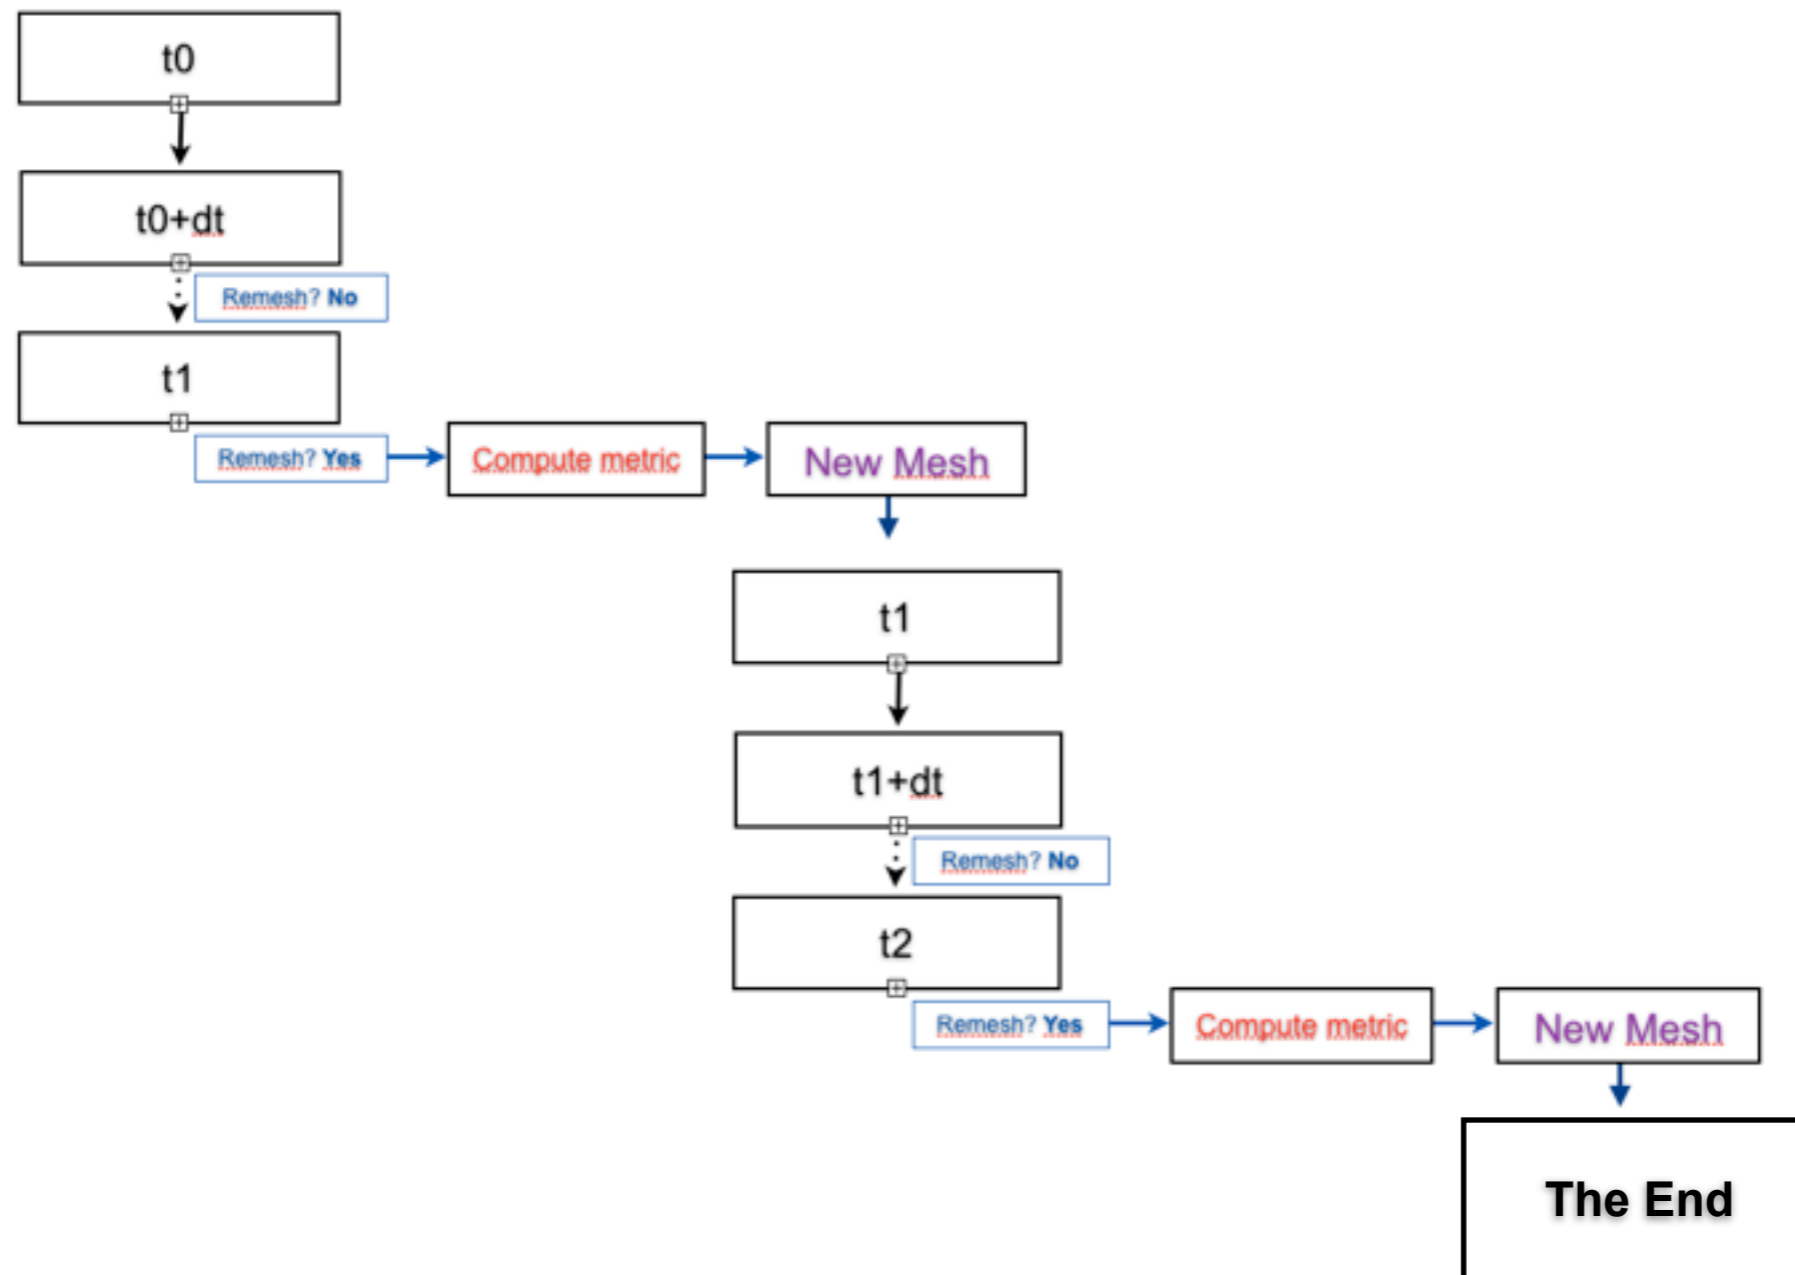 t0
t0+dt
Remesh? No
t1
Remesh? Yes
Compute metric
New Mesh
t1
t1+dt
Remesh? No
t2
Remesh? Yes
Compute metric
New Mesh
The End